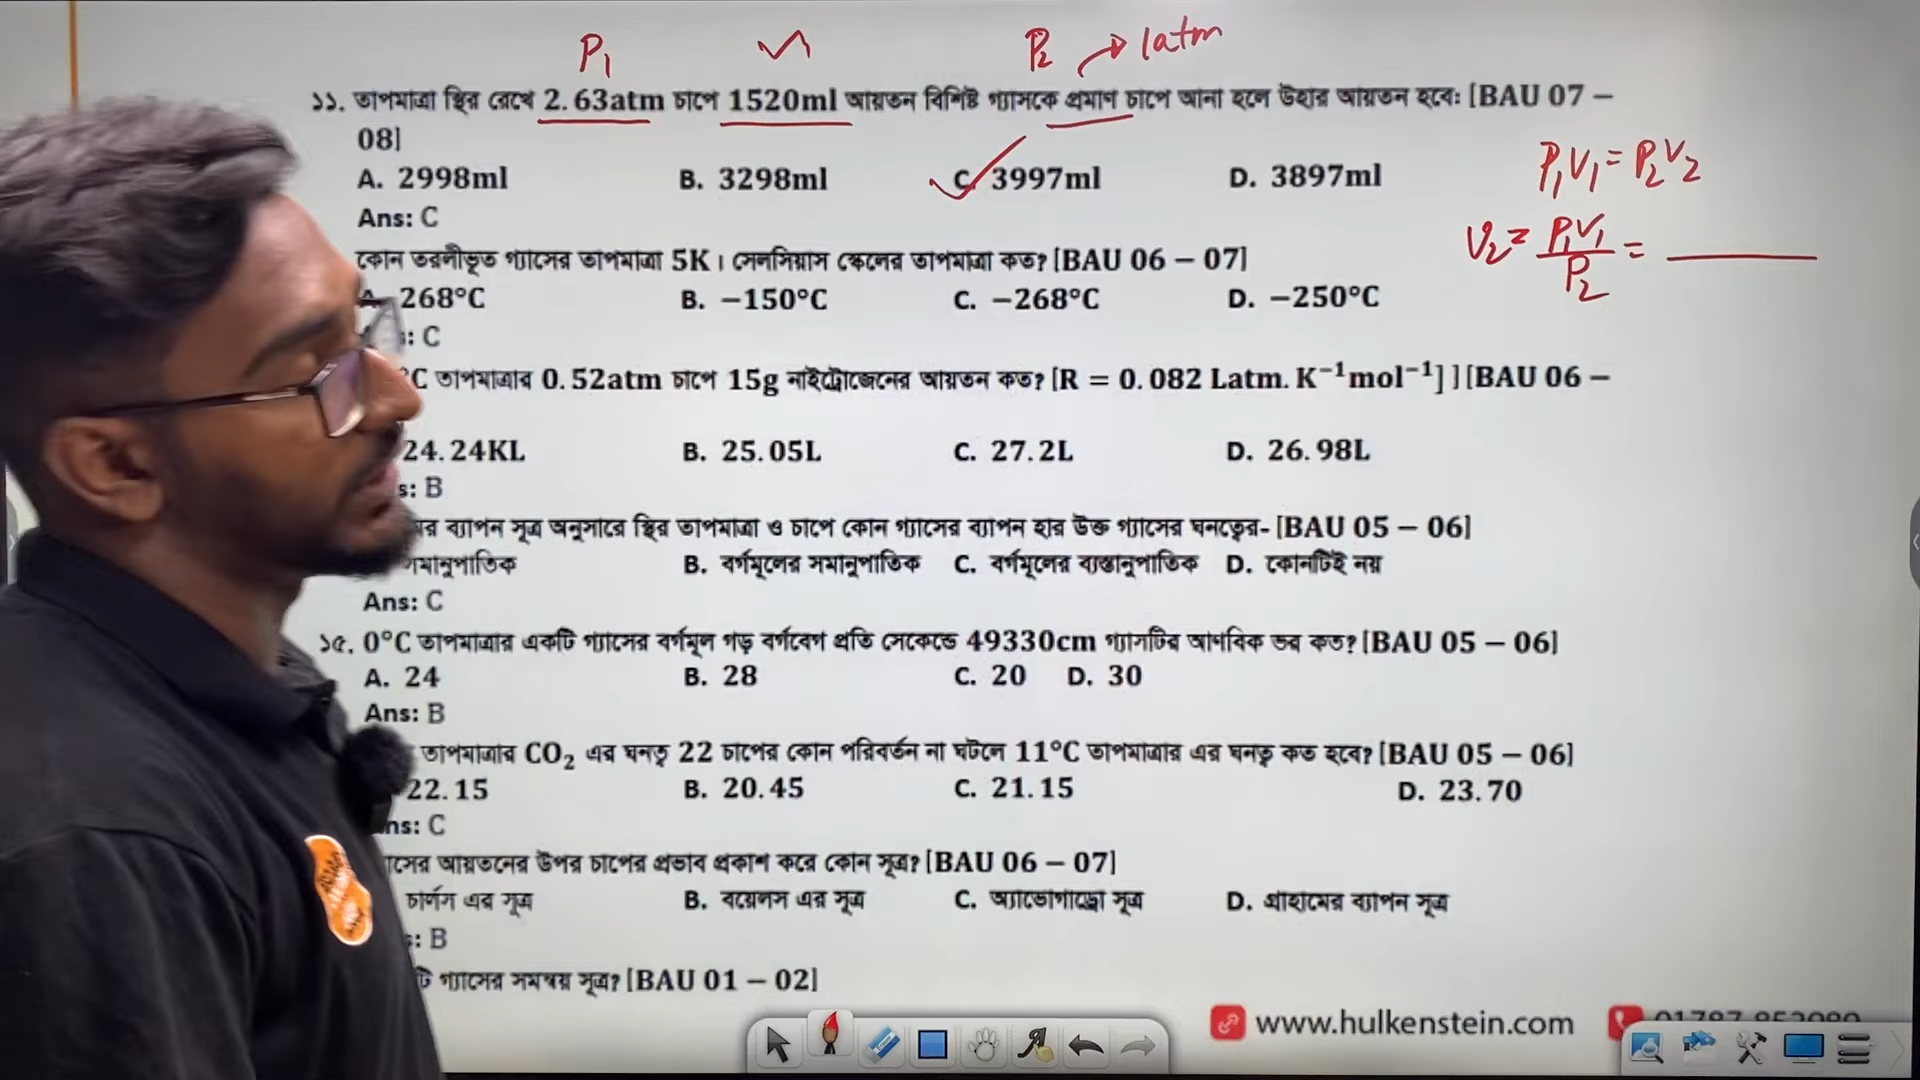 P₁ V₁ P₂ → 1atm
১১. তাপমাত্রা স্থির রেখে 2.63atm চাপে 1520ml আয়তন বিশিষ্ট গ্যাসকে প্রমাণ চাপে আনা হলে উহার আয়তন হবেঃ [BAU 07 –
08]
A. 2998ml B. 3298ml C. 3997ml D. 3897ml
Ans: C
P₁V₁ = P₂V₂
V₂ = P₁V₁ / P₂ =
কোন তরলীভূত গ্যাসের তাপমাত্রা 5K। সেলসিয়াস স্কেলের তাপমাত্রা কত? [BAU 06 – 07]
A. 268°C B. −150°C C. −268°C D. −250°C
: C
°C তাপমাত্রার 0.52atm চাপে 15g নাইট্রোজেনের আয়তন কত? [R = 0.082 Latm. K⁻¹mol⁻¹] ] [BAU 06 –
24.24KL B. 25.05L C. 27.2L D. 26.98L
s: B
ব্যাপন সূত্র অনুসারে স্থির তাপমাত্রা ও চাপে কোন গ্যাসের ব্যাপন হার উক্ত গ্যাসের ঘনত্বের- [BAU 05 – 06]
সমানুপাতিক B. বর্গমূলের সমানুপাতিক C. বর্গমূলের ব্যস্তানুপাতিক D. কোনটিই নয়
Ans: C
১৫. 0°C তাপমাত্রার একটি গ্যাসের বর্গমূল গড় বর্গবেগ প্রতি সেকেন্ডে 49330cm গ্যাসটির আণবিক ভর কত? [BAU 05 – 06]
A. 24 B. 28 C. 20 D. 30
Ans: B
তাপমাত্রার CO₂ এর ঘনত্ব 22 চাপের কোন পরিবর্তন না ঘটলে 11°C তাপমাত্রার এর ঘনত্ব কত হবে? [BAU 05 – 06]
22.15 B. 20.45 C. 21.15 D. 23.70
ns: C
সের আয়তনের উপর চাপের প্রভাব প্রকাশ করে কোন সূত্র? [BAU 06 – 07]
চার্লস এর সূত্র B. বয়েলস এর সূত্র C. অ্যাভোগাড্রো সূত্র D. গ্রাহামের ব্যাপন সূত্র
: B
টি গ্যাসের সমন্বয় সূত্র? [BAU 01 – 02]
www.hulkenstein.com